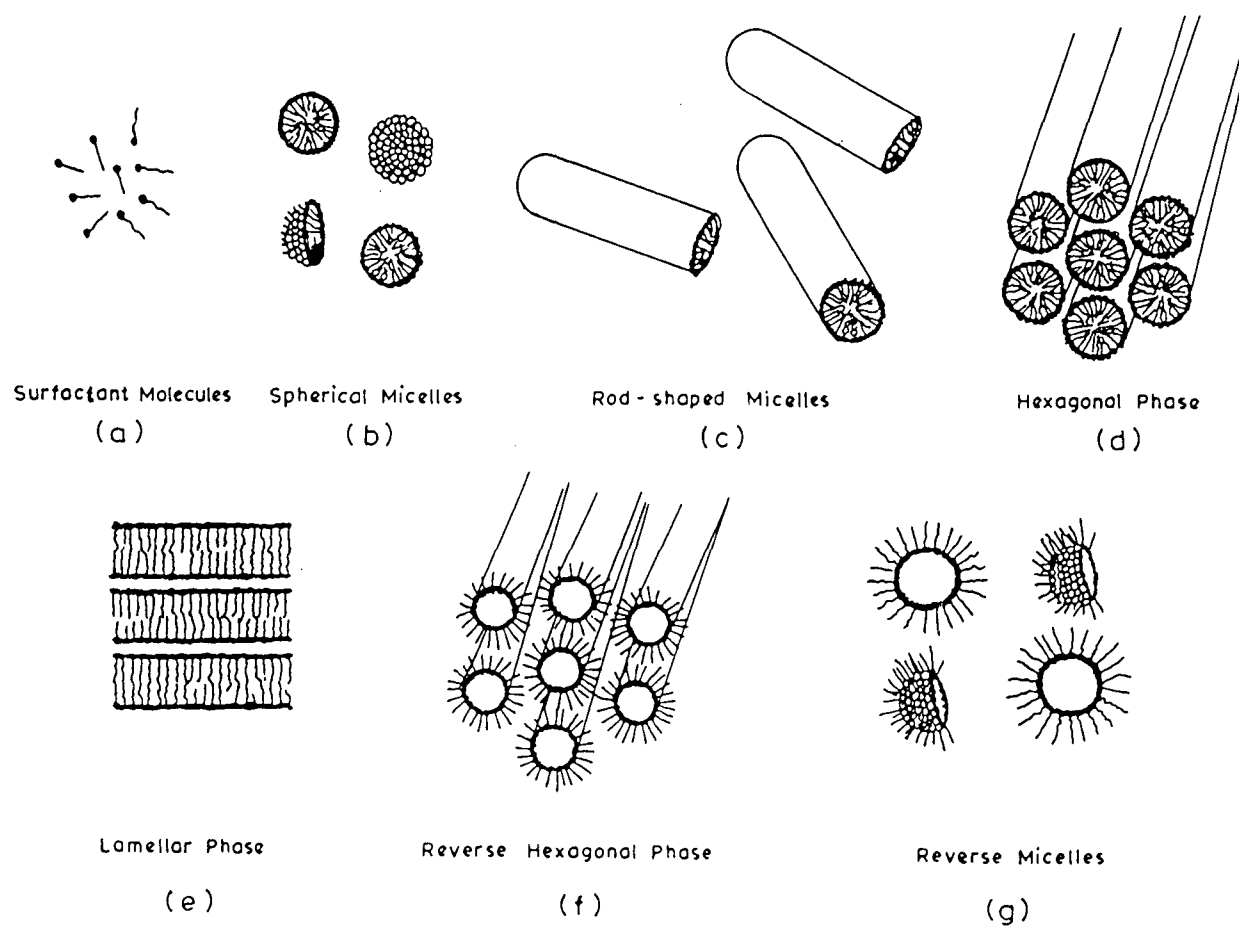 Surfactant Molecules
(a)
Spherical Micelles
(b)
Rod-shaped Micelles
(c)
Hexagonal Phase
(d)
Lamellar Phase
(e)
Reverse Hexagonal Phase
(f)
Reverse Micelles
(g)